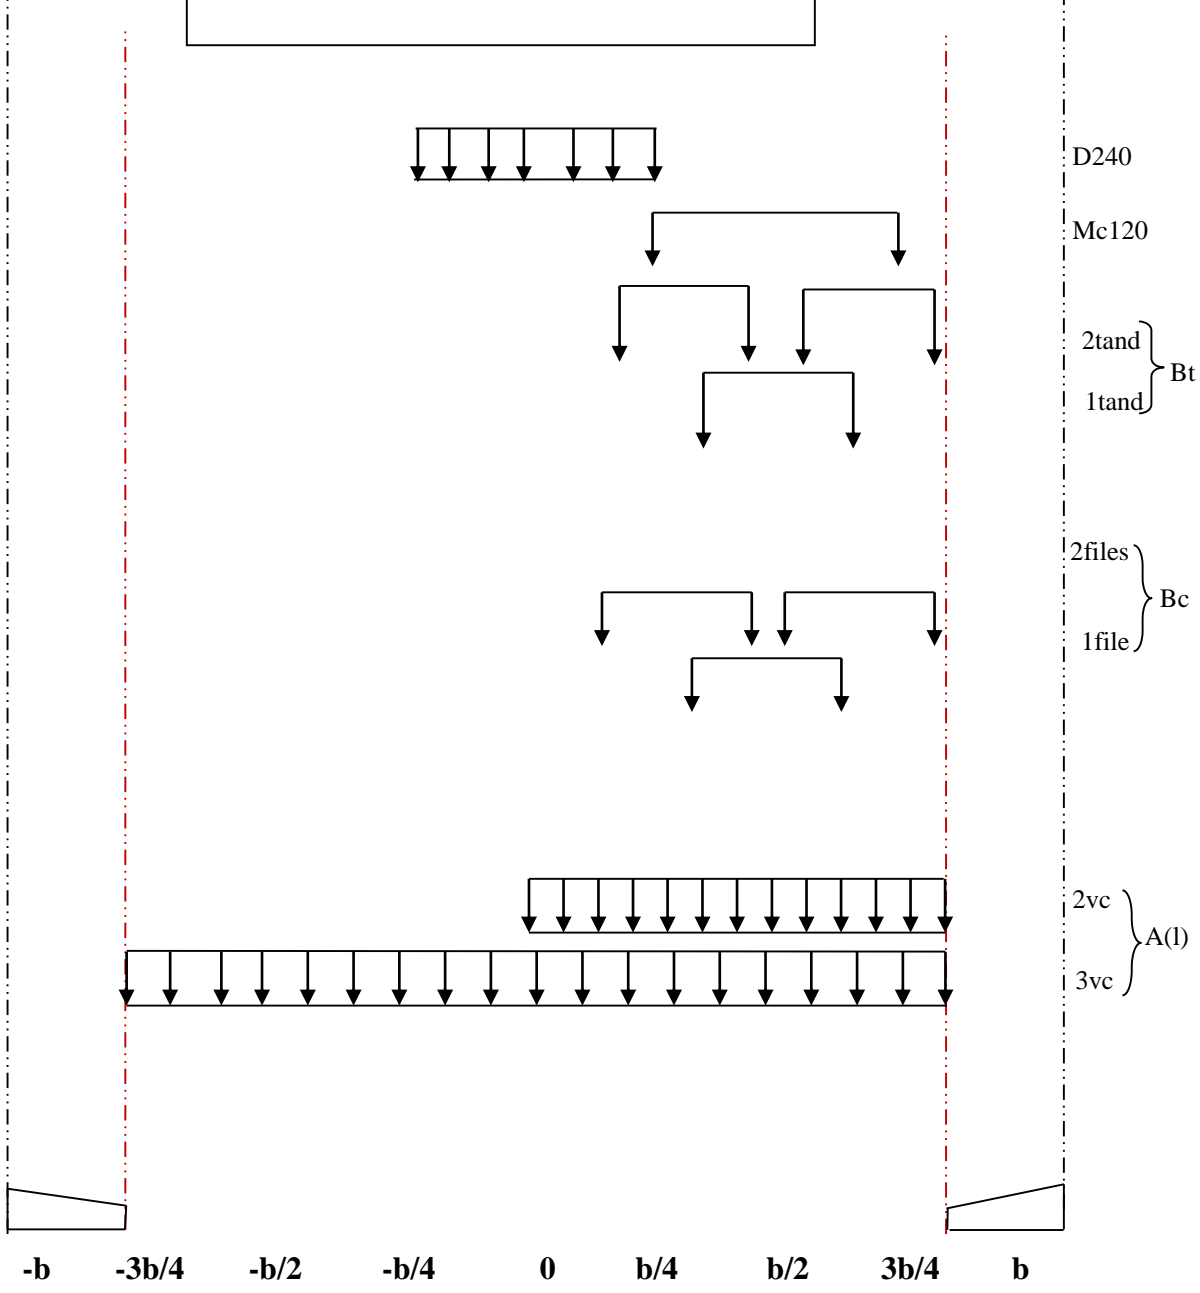 D240
Mc120
2tand
Bt
1tand
2files
Bc
1file
2vc
A(l)
3vc
-b -3b/4 -b/2 -b/4 0 b/4 b/2 3b/4 b